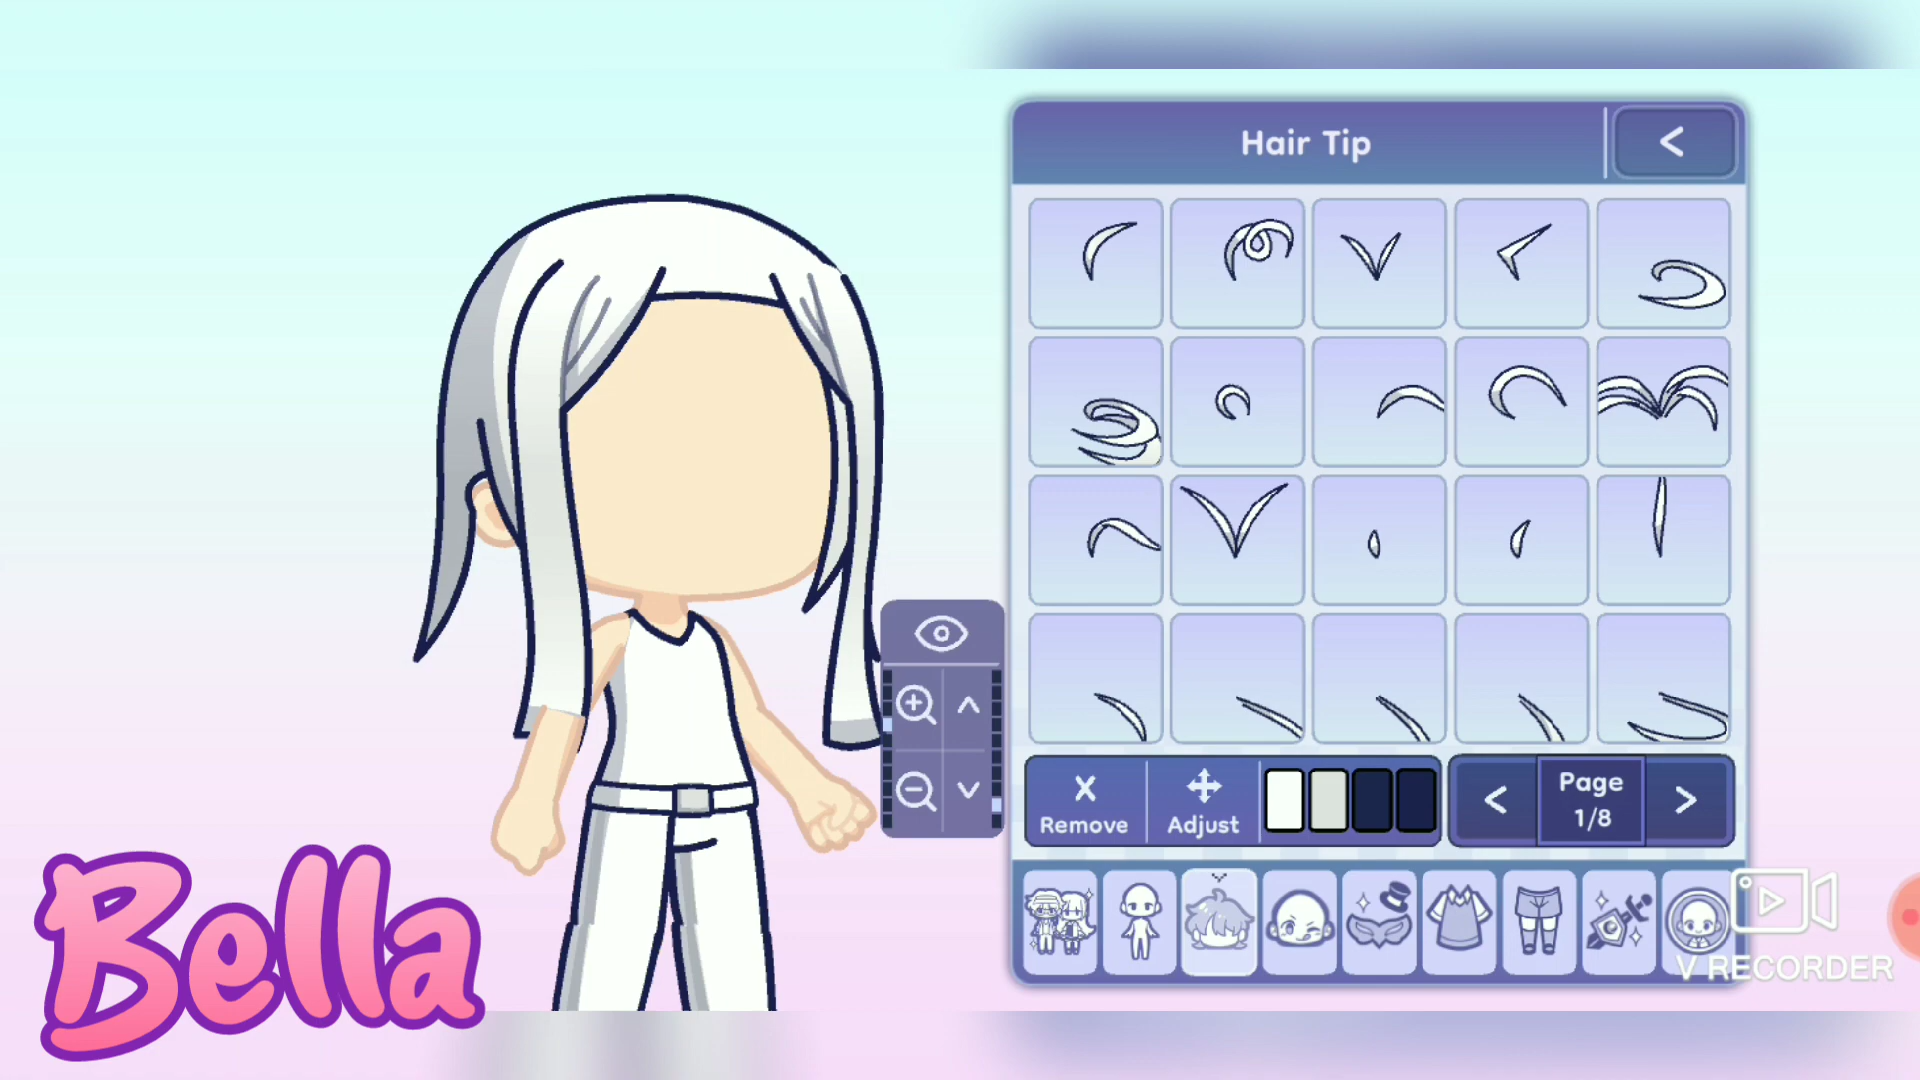 Hair Tip
Remove
Adjust
Page
1/8
Bella
V RECORDER